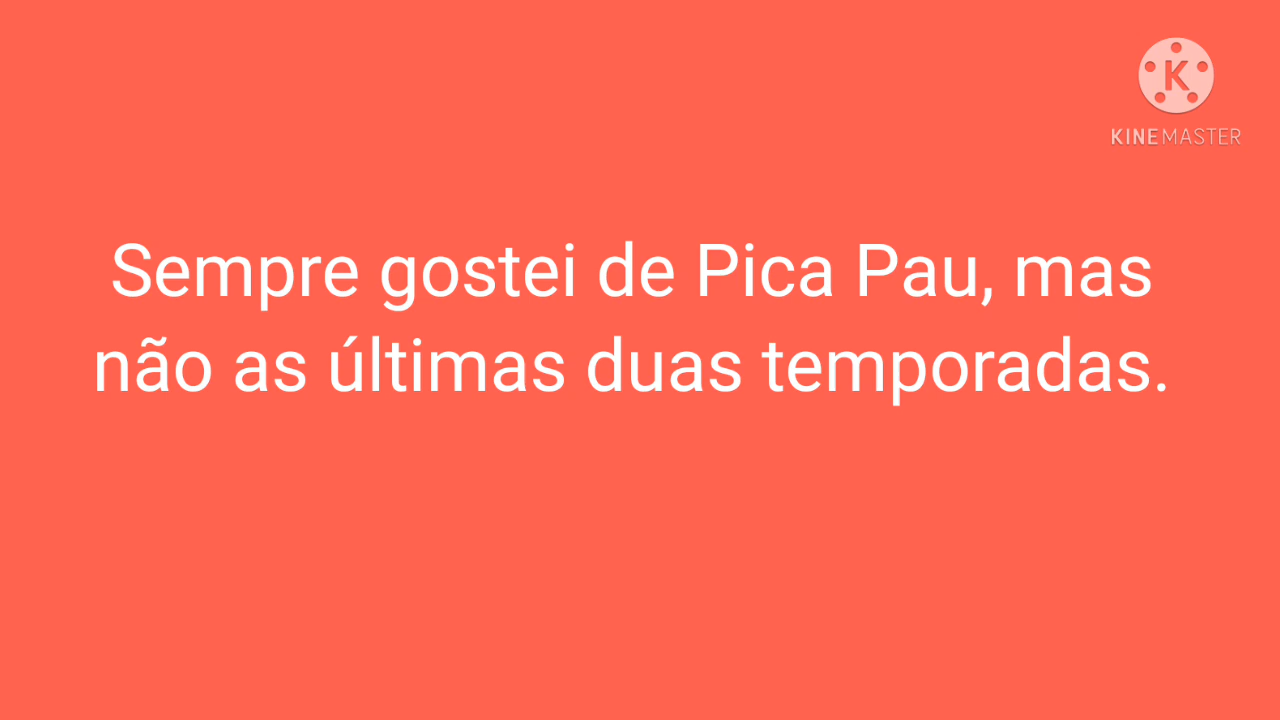 K
KINEMASTER
Sempre gostei de Pica Pau, mas
não as últimas duas temporadas.